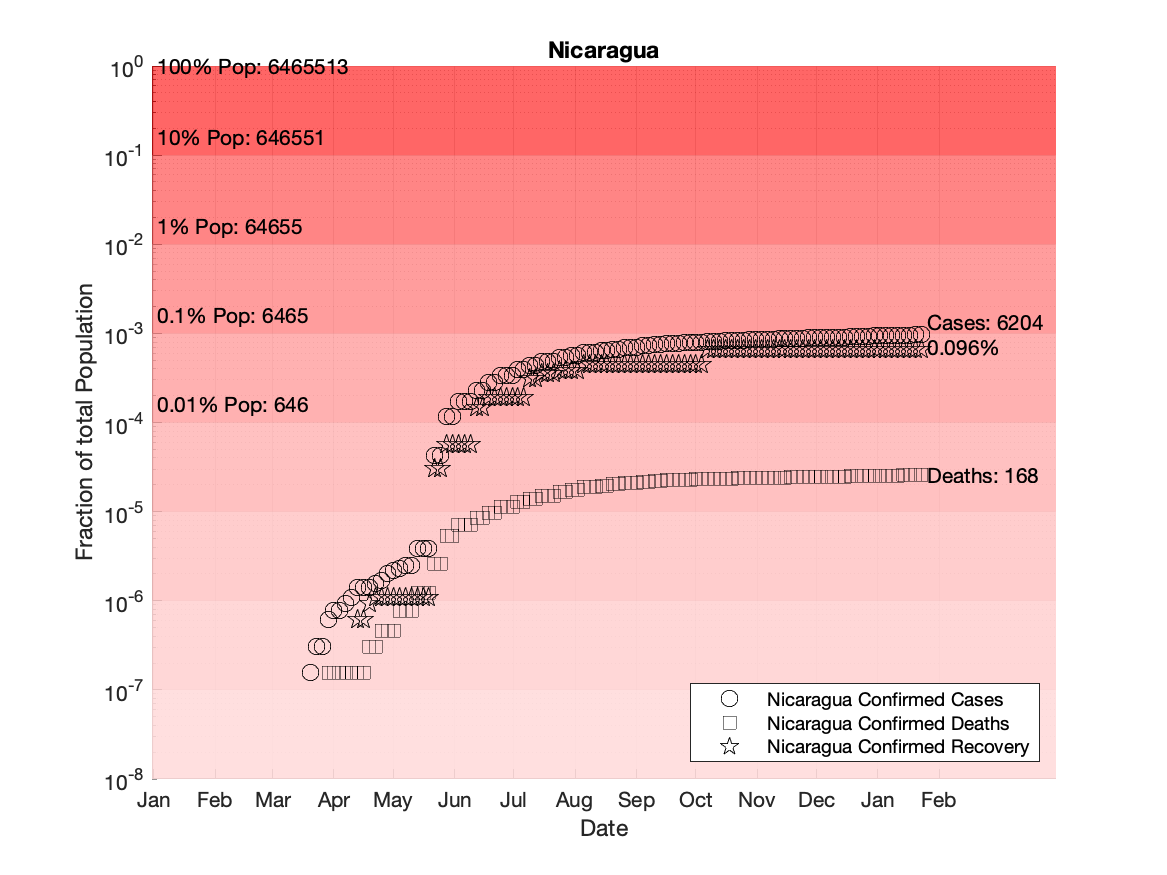 Nicaragua
10^0
100% Pop: 6465513
10% Pop: 646551
10^-1
1% Pop: 64655
10^-2
0.1% Pop: 6465
10^-3
Cases: 6204
0.096%
0.01% Pop: 646
10^-4
Deaths: 168
10^-5
10^-6
10^-7
10^-8
Fraction of total Population
Nicaragua Confirmed Cases
Nicaragua Confirmed Deaths
Nicaragua Confirmed Recovery
Jan Feb Mar Apr May Jun Jul Aug Sep Oct Nov Dec Jan Feb
Date